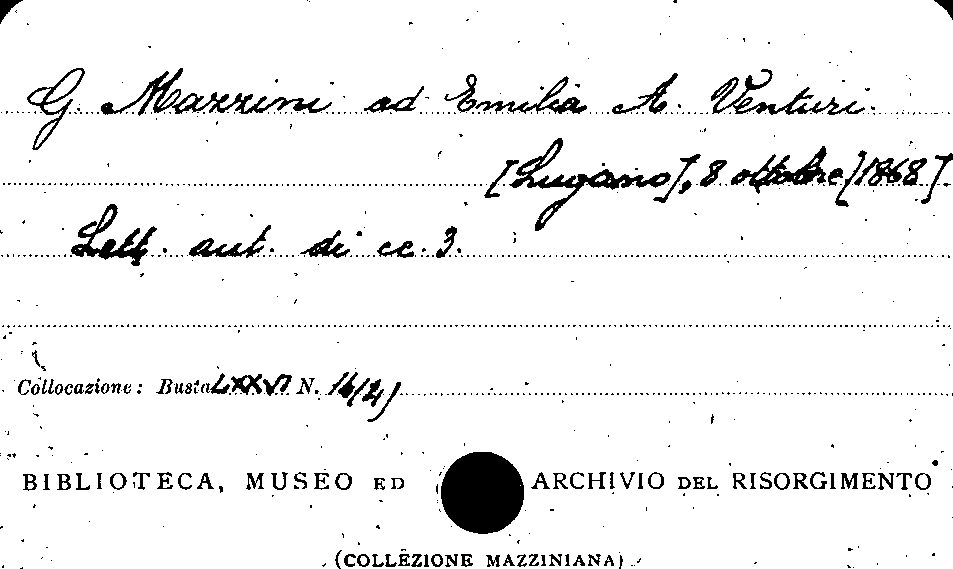 G. Mazzini ad Emilia A. Venturi.
[Lugano], 8 ottobre [1868].
Lett. aut. di cc. 3.
Collocazione: Busta LXXVI N. 16/2)
BIBLIOTECA, MUSEO ED ARCHIVIO DEL RISORGIMENTO
(COLLEZIONE MAZZINIANA)